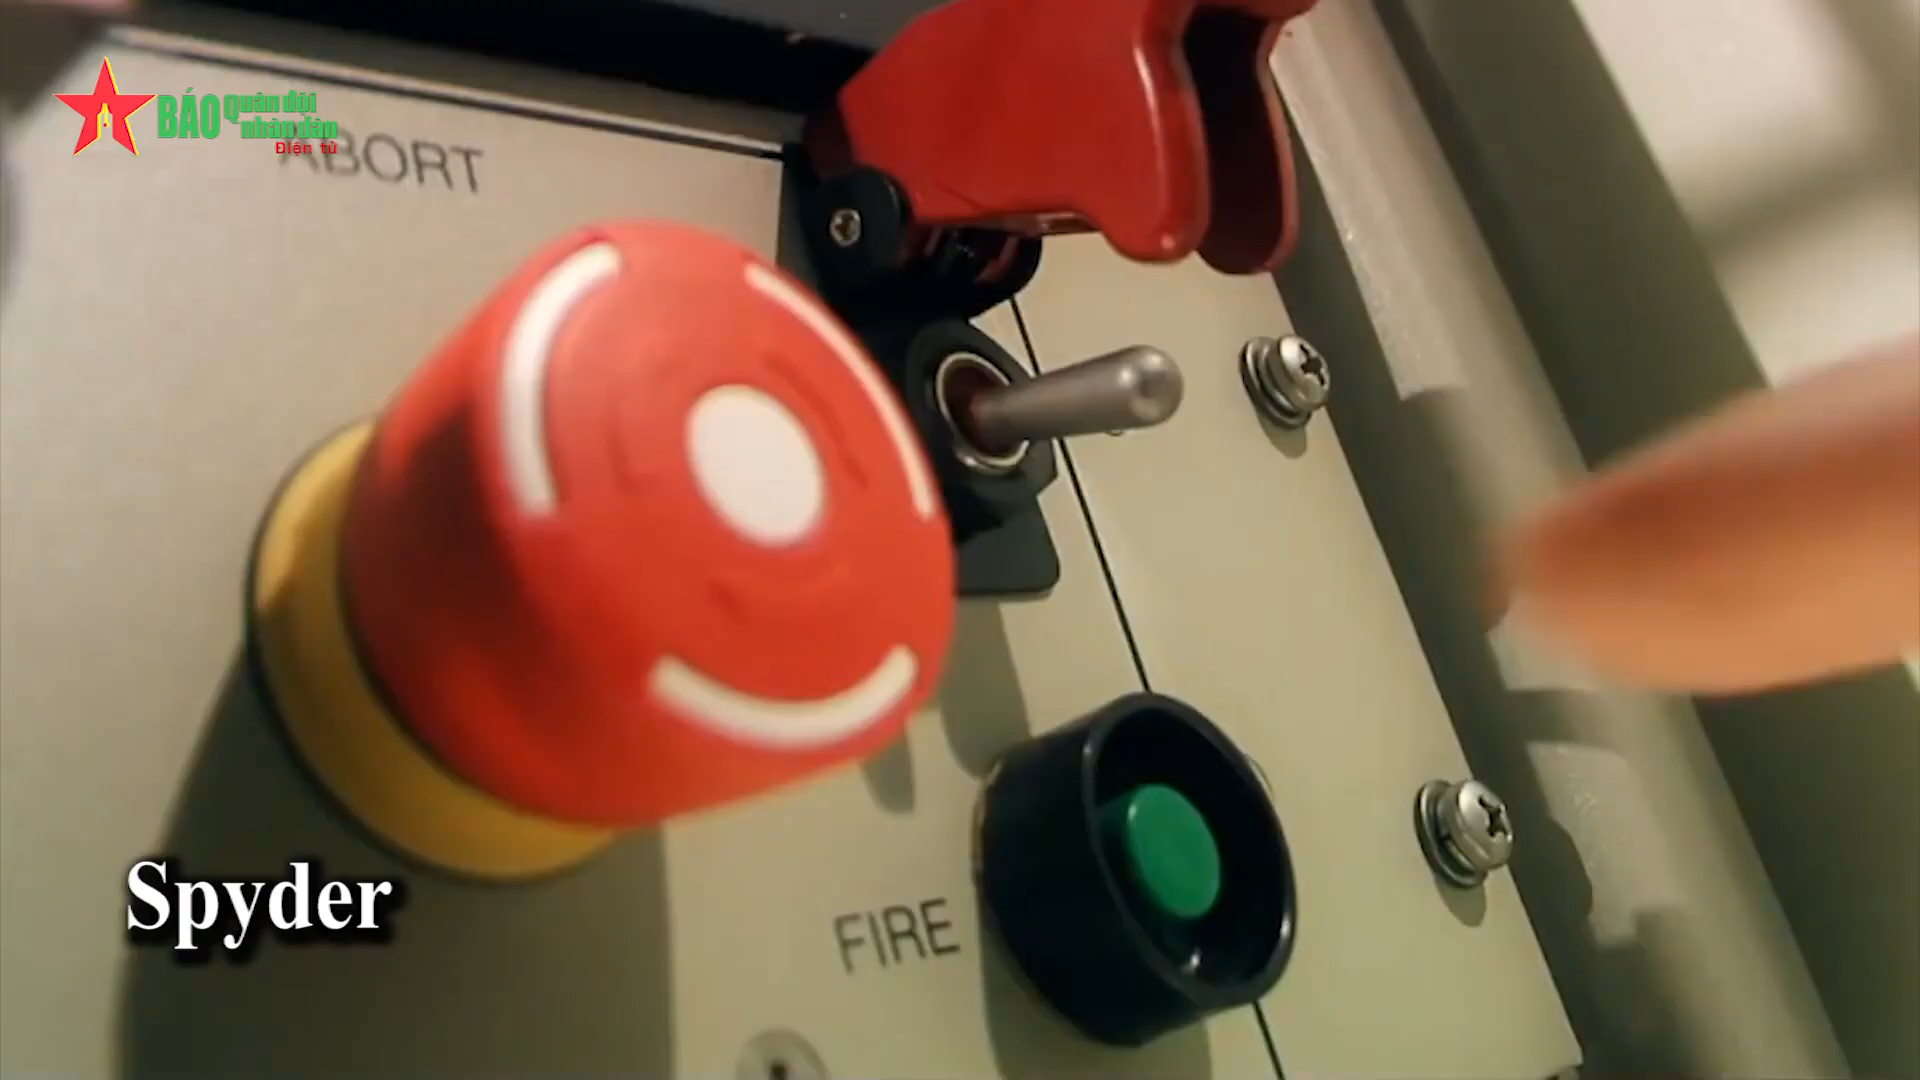 BÁO Quân đội
nhân dân
Điện tử
ABORT
FIRE
Spyder